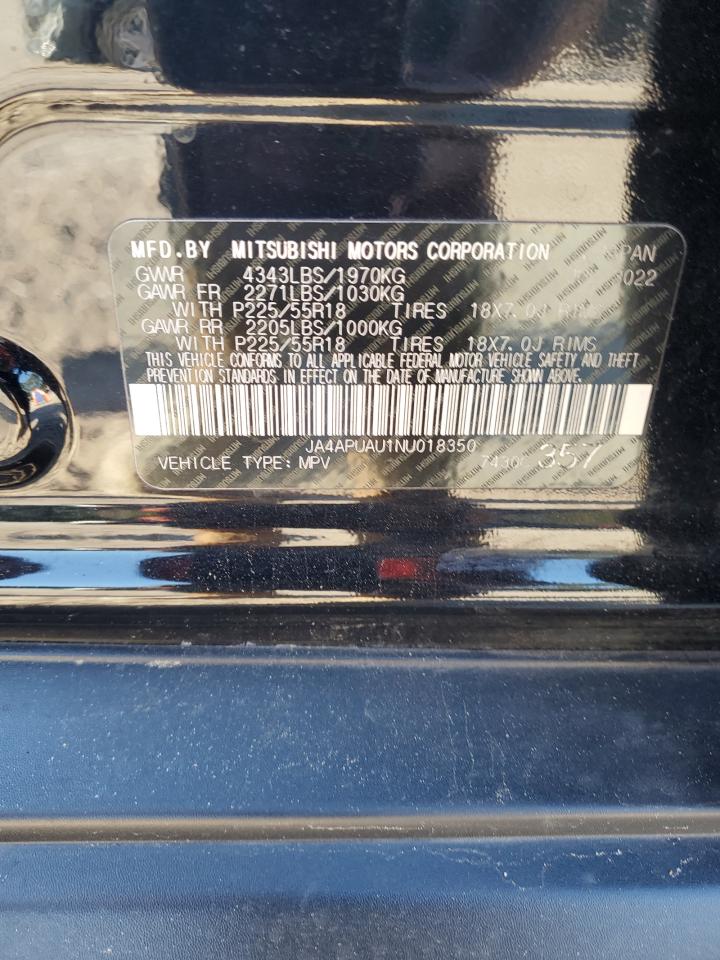 MFD.BY MITSUBISHI MOTORS CORPORATION
GVWR 4343LBS/1970KG
GAWR FR 2271LBS/1030KG
WITH P225/55R18 TIRES 18X7.0J RIMS
GAWR RR 2205LBS/1000KG
WITH P225/55R18 TIRES 18X7.0J RIMS
THIS VEHICLE CONFORMS TO ALL APPLICABLE FEDERAL MOTOR VEHICLE SAFETY AND THEFT
PREVENTION STANDARDS IN EFFECT ON THE DATE OF MANUFACTURE SHOWN ABOVE.
JA4APUAU1NU018350
VEHICLE TYPE: MPV 357